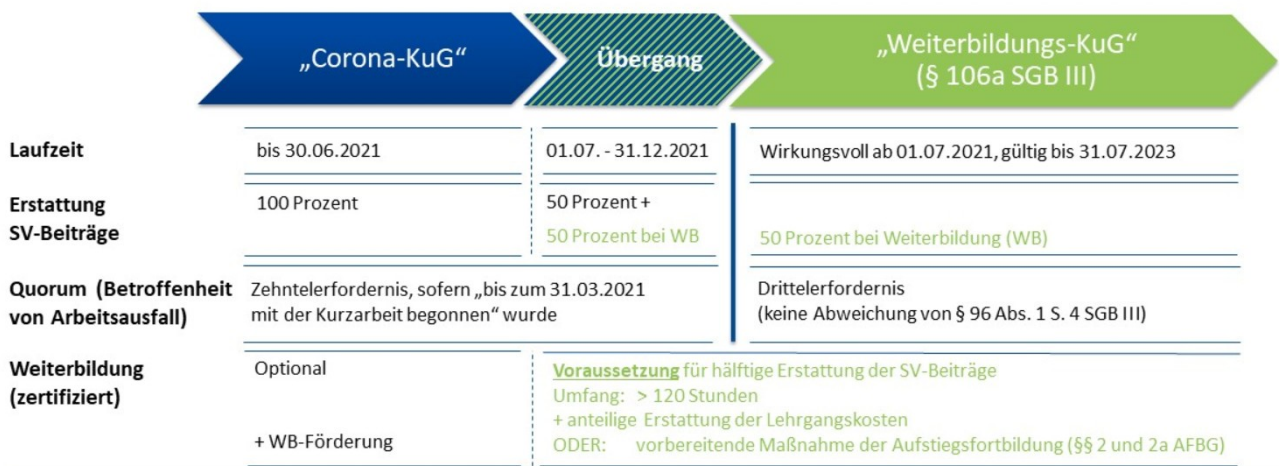 „Corona-KuG“
Übergang
„Weiterbildungs-KuG“
(§ 106a SGB III)
Laufzeit
bis 30.06.2021
01.07. - 31.12.2021
Wirkungsvoll ab 01.07.2021, gültig bis 31.07.2023
Erstattung
SV-Beiträge
100 Prozent
50 Prozent +
50 Prozent bei WB
50 Prozent bei Weiterbildung (WB)
Quorum (Betroffenheit
von Arbeitsausfall)
Zehntelerfordernis, sofern „bis zum 31.03.2021
mit der Kurzarbeit begonnen“ wurde
Drittelerfordernis
(keine Abweichung von § 96 Abs. 1 S. 4 SGB III)
Weiterbildung
(zertifiziert)
Optional
+ WB-Förderung
Voraussetzung für hälftige Erstattung der SV-Beiträge
Umfang: > 120 Stunden
+ anteilige Erstattung der Lehrgangskosten
ODER: vorbereitende Maßnahme der Aufstiegsfortbildung (§§ 2 und 2a AFBG)